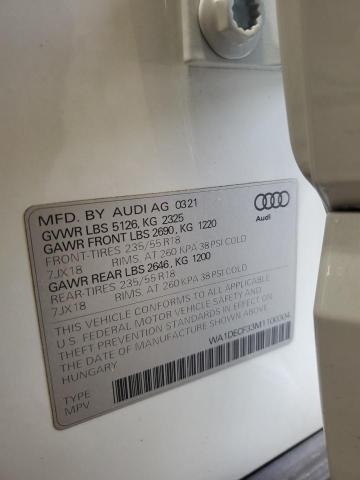 MFD. BY AUDI AG 03.21
GVWR LBS 5126, KG 2325
GAWR FRONT LBS 2690, KG 1220
FRONT-TIRES 235/55 R18
7JX18 RIMS, AT 260 KPA 38 PSI COLD
GAWR REAR LBS 2646, KG 1200
REAR-TIRES 235/55 R18
7JX18 RIMS, AT 260 KPA 38 PSI COLD
THIS VEHICLE CONFORMS TO ALL APPLICABLE
U. S. FEDERAL MOTOR VEHICLE SAFETY AND
THEFT PREVENTION STANDARDS IN EFFECT ON
THE DATE OF MANUFACTURE SHOWN ABOVE
HUNGARY
WA1DECF33M1100304
TYPE:
MPV
Audi